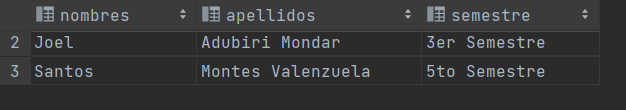 nombres apellidos semestre
2 Joel Adubiri Mondar 3er Semestre
3 Santos Montes Valenzuela 5to Semestre